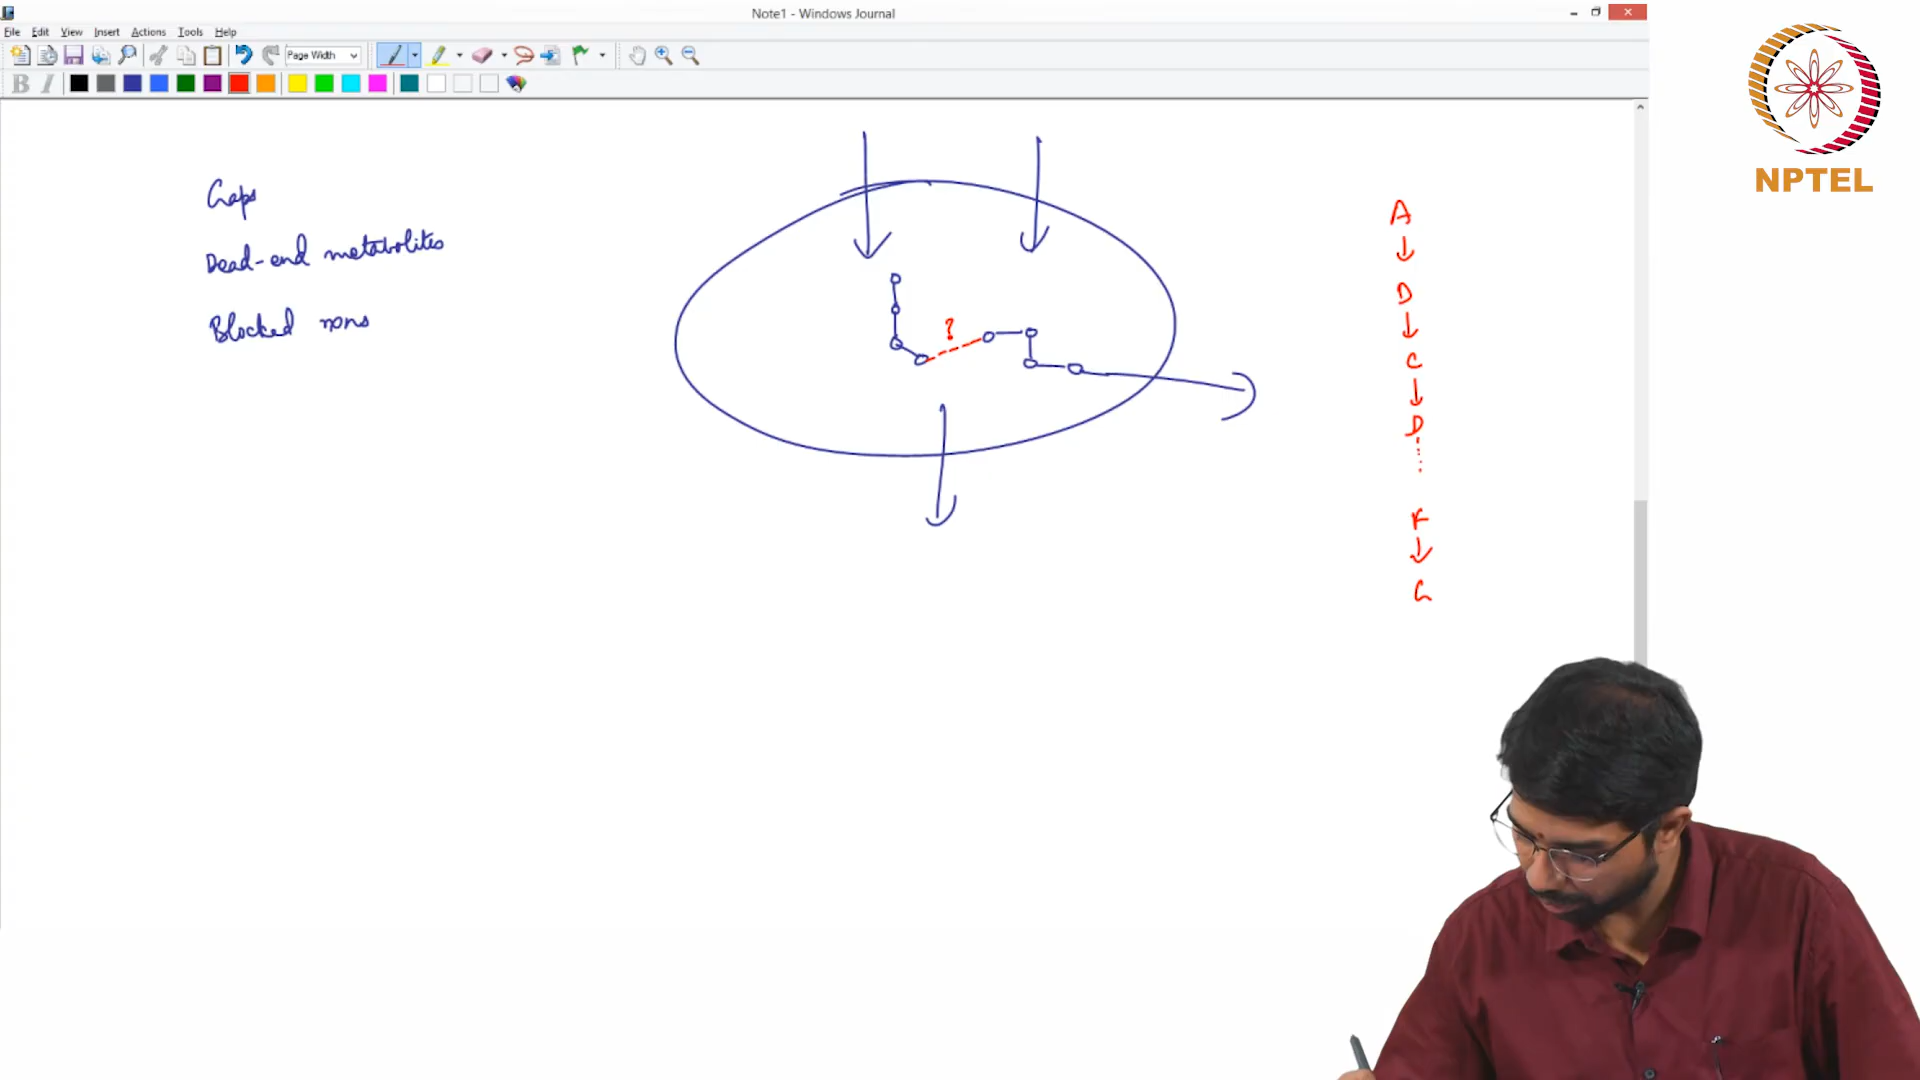 Note1 - Windows Journal
File Edit View Insert Actions Tools Help
Page Width
B I
NPTEL
Gaps
Dead-end metabolites
Blocked rxns
?
A
↓
D
↓
C
↓
D
⋮
F
↓
G